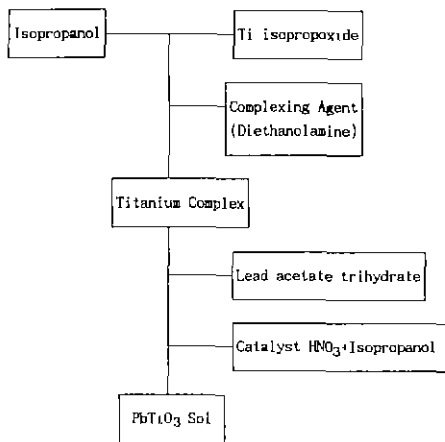 Isopropanol
Ti isopropoxide
Complexing Agent
(Diethanolamine)
Titanium Complex
Lead acetate trihydrate
Catalyst HNO₃+Isopropanol
PbTiO₃ Sol